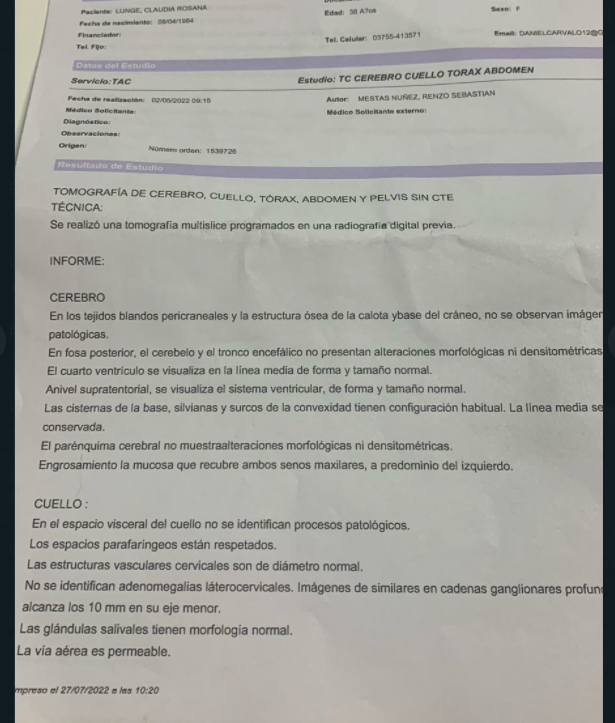 Paciente: LUNGE, CLAUDIA ROSANA
Edad: 38 Años
Sexo: F
Fecha de nacimiento: 09/04/1984
Financiador:
Tel. Celular: 03755-413571
Email: DANIELCARVALO12@G
Tel. Fijo:
Datos del Estudio
Servicio: TAC
Estudio: TC CEREBRO CUELLO TORAX ABDOMEN
Fecha de realización: 02/05/2022 09:15
Autor: MESTAS NUÑEZ, RENZO SEBASTIAN
Médico Solicitante:
Médico Solicitante externo:
Diagnóstico:
Observaciones:
Origen:
Número orden: 1539726
Resultado de Estudio
TOMOGRAFÍA DE CEREBRO, CUELLO, TÓRAX, ABDOMEN Y PELVIS SIN CTE
TÉCNICA:
Se realizó una tomografía multislice programados en una radiografía digital previa.
INFORME:
CEREBRO
En los tejidos blandos pericraneales y la estructura ósea de la calota ybase del cráneo, no se observan imáger
patológicas.
En fosa posterior, el cerebelo y el tronco encefálico no presentan alteraciones morfológicas ni densitométricas
El cuarto ventrículo se visualiza en la línea media de forma y tamaño normal.
Anivel supratentorial, se visualiza el sistema ventricular, de forma y tamaño normal.
Las cisternas de la base, silvianas y surcos de la convexidad tienen configuración habitual. La línea media se
conservada.
El parénquima cerebral no muestraalteraciones morfológicas ni densitométricas.
Engrosamiento la mucosa que recubre ambos senos maxilares, a predominio del izquierdo.
CUELLO :
En el espacio visceral del cuello no se identifican procesos patológicos.
Los espacios parafaríngeos están respetados.
Las estructuras vasculares cervicales son de diámetro normal.
No se identifican adenomegalias láterocervicales. Imágenes de similares en cadenas ganglionares profun
alcanza los 10 mm en su eje menor.
Las glándulas salivales tienen morfología normal.
La vía aérea es permeable.
mpreso el 27/07/2022 a las 10:20